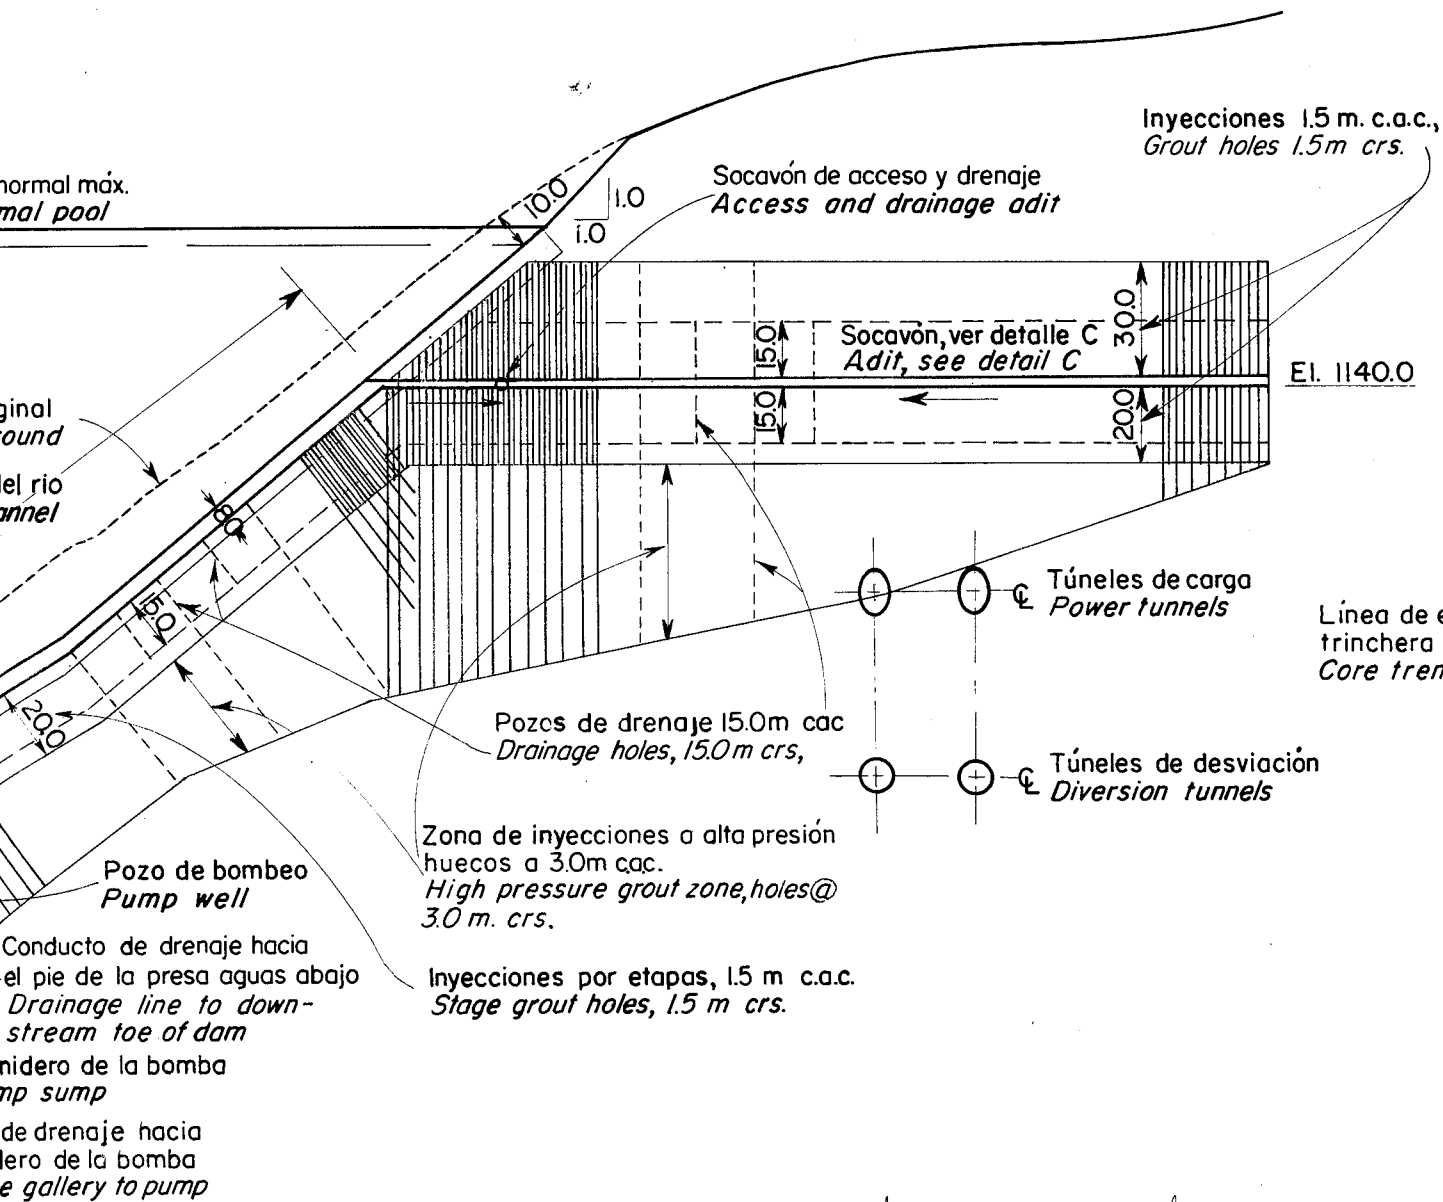 Inyecciones 1.5 m. c.a.c.,
Grout holes 1.5m crs.
normal máx.
mal pool
Socavón de acceso y drenaje
Access and drainage adit
10.0
1.0
1.0
30.0
15.0
Socavón, ver detalle C
Adit, see detail C
El. 1140.0
15.0
20.0
ginal
round
del rio
annel
8.0
15.0
20.0
Túneles de carga
Power tunnels
Línea de e
trinchera
Core tren
Pozos de drenaje 15.0m cac
Drainage holes, 15.0m crs,
Túneles de desviación
Diversion tunnels
Zona de inyecciones a alta presión
huecos a 3.0m c.a.c.
High pressure grout zone, holes@
3.0 m. crs.
Pozo de bombeo
Pump well
Conducto de drenaje hacia
el pie de la presa aguas abajo
Drainage line to down-
stream toe of dam
Inyecciones por etapas, 1.5 m c.a.c.
Stage grout holes, 1.5 m crs.
nidero de la bomba
mp sump
de drenaje hacia
dero de la bomba
e gallery to pump